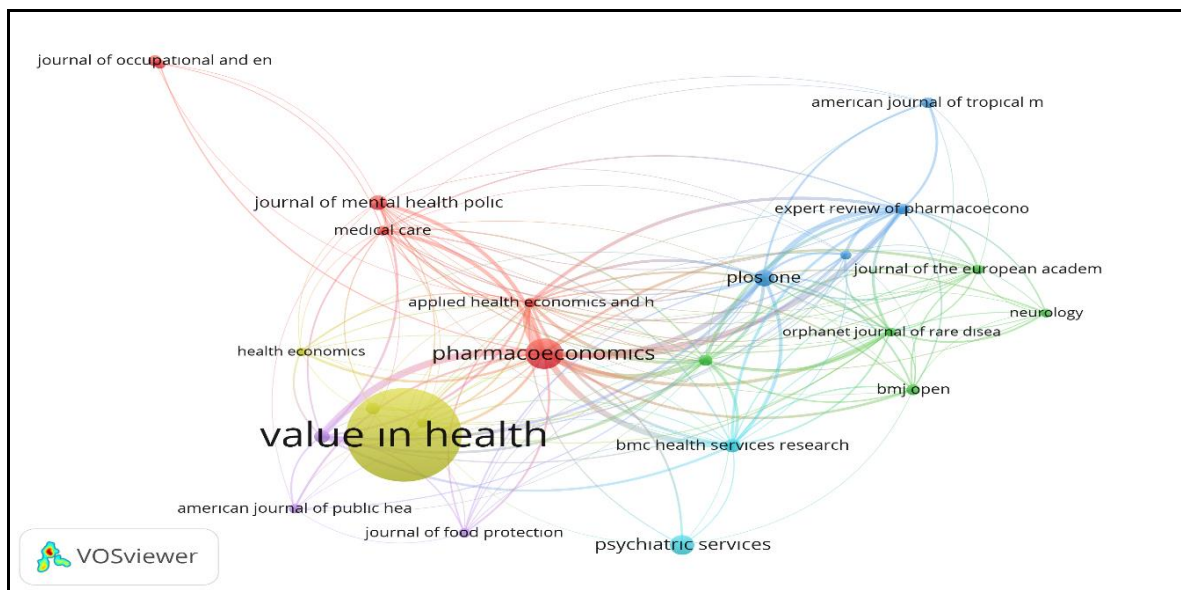 journal of occupational and en
american journal of tropical m
journal of mental health polic
expert review of pharmacoecono
medical care
journal of the european academ
plos one
applied health economics and h
neurology
orphanet journal of rare disea
health economics
pharmacoeconomics
bmj open
value in health
bmc health services research
american journal of public hea
journal of food protection
psychiatric services
VOSviewer